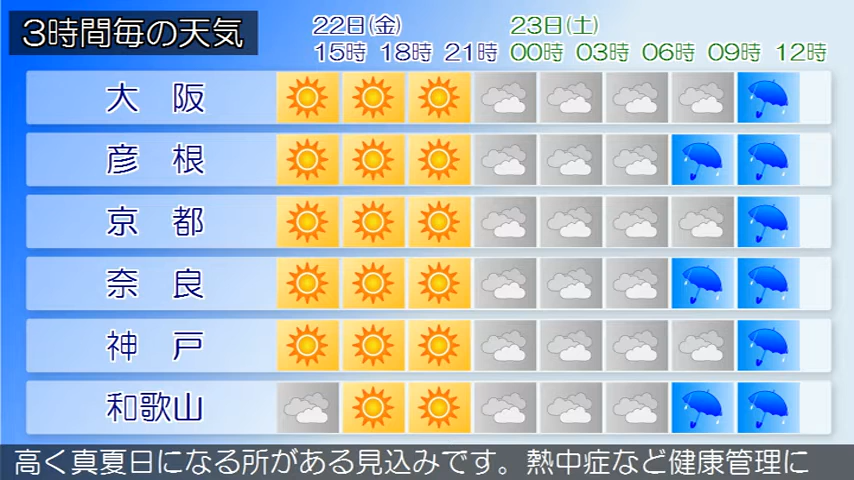 3時間毎の天気
22日(金) 23日(土)
15時 18時 21時 00時 03時 06時 09時 12時
大阪
彦根
京都
奈良
神戸
和歌山
高く真夏日になる所がある見込みです。熱中症など健康管理に